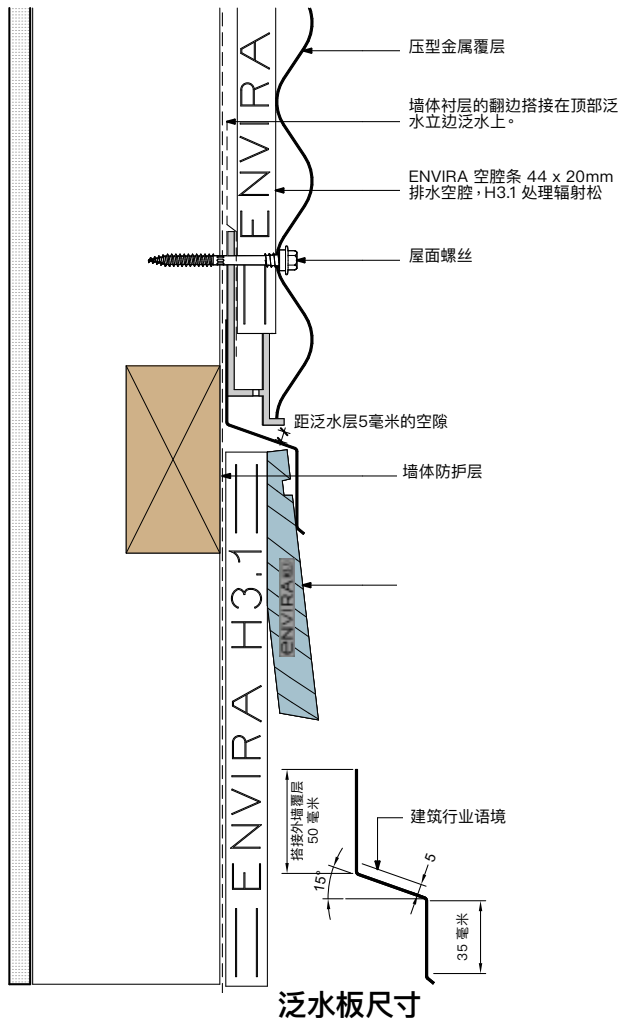 压型金属覆层
墙体衬层的翻边搭接在顶部泛
水立边泛水上。
ENVIRA 空腔条 44 x 20mm
排水空腔，H3.1 处理辐射松
屋面螺丝
距泛水层5毫米的空隙
墙体防护层
ENVIRA
ENVIRA H3.1
ENVIRA
搭接外墙覆层
50 毫米
建筑行业语境
15°
5
35 毫米
泛水板尺寸